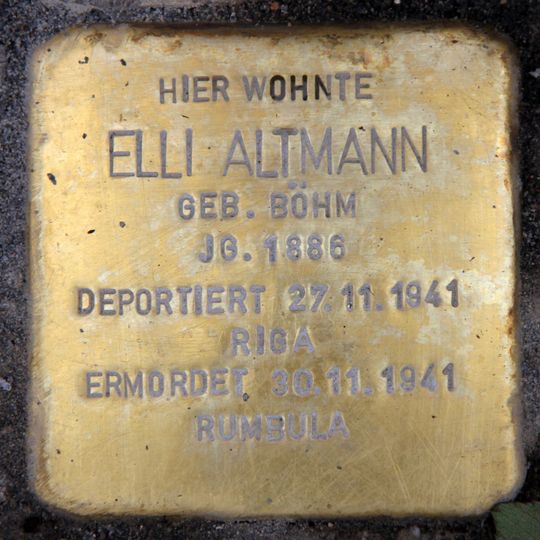 HIER WOHNTE
ELLI ALTMANN
GEB. BÖHM
JG. 1886
DEPORTIERT 27.11.1941
RIGA
ERMORDET 30.11.1941
RUMBULA